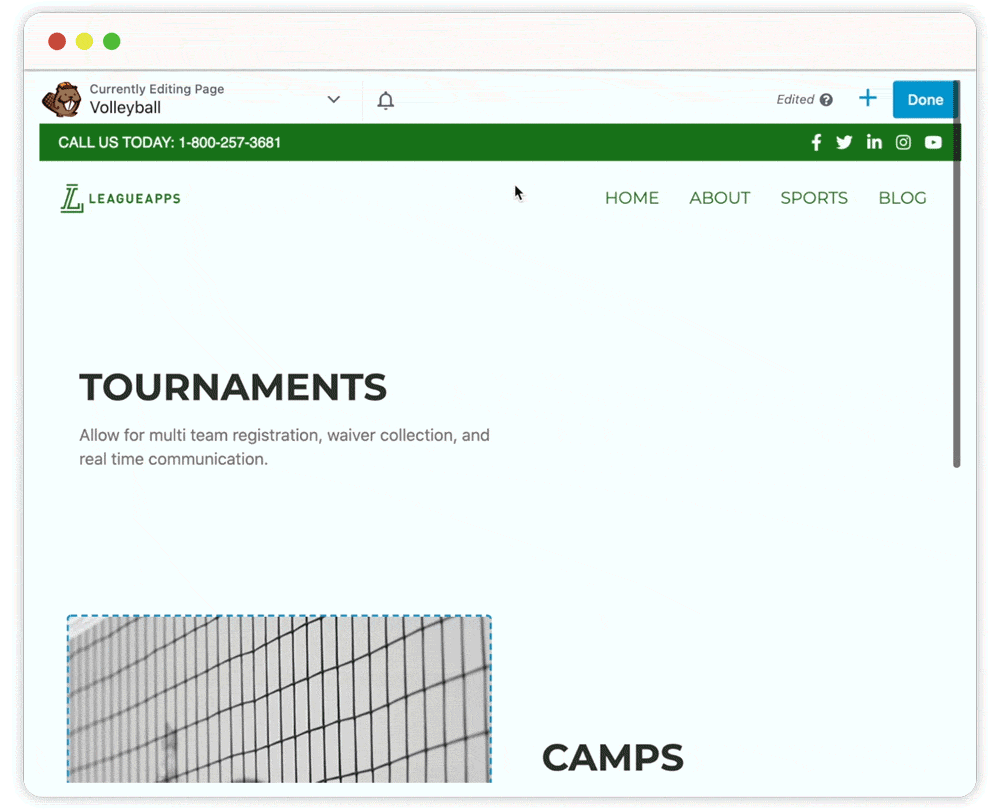 Currently Editing Page
Volleyball
Edited ?
Done
CALL US TODAY: 1-800-257-3681
LEAGUEAPPS
HOME ABOUT SPORTS BLOG
TOURNAMENTS
Allow for multi team registration, waiver collection, and
real time communication.
CAMPS